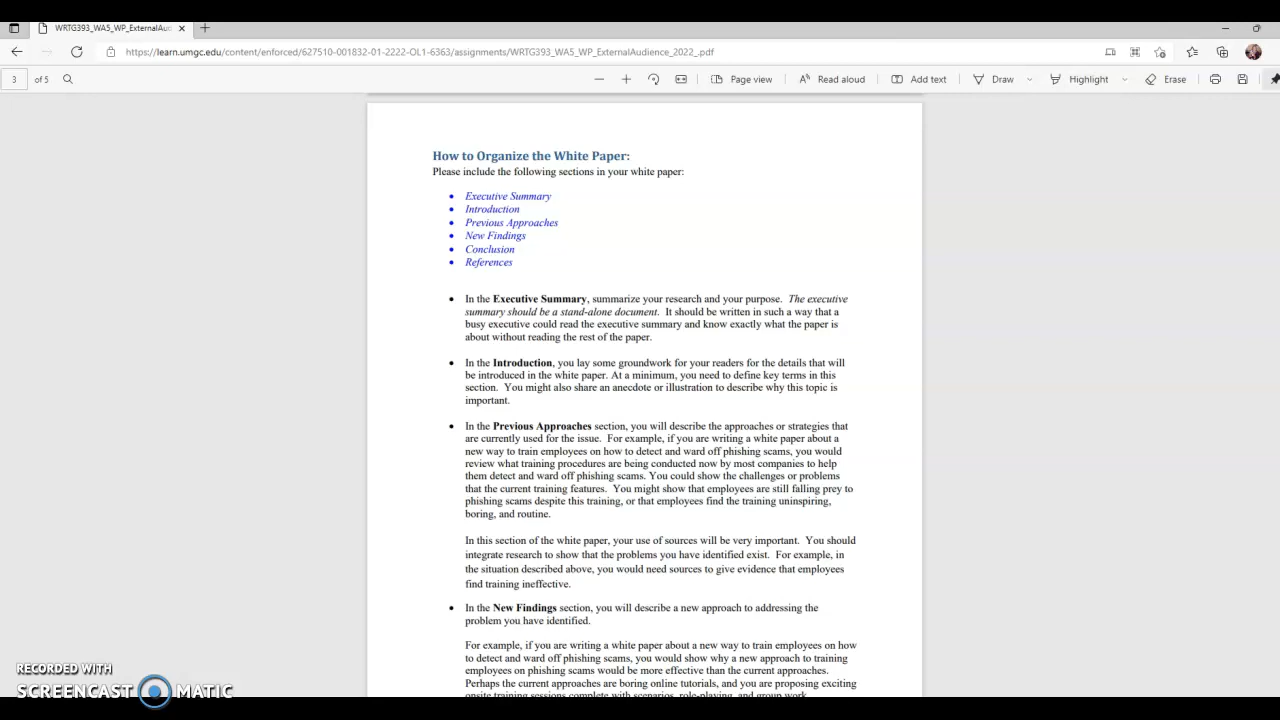 WRTG393_WA5_WP_ExternalAu
https://learn.umgc.edu/content/enforced/627510-001832-01-2222-OL1-6363/assignments/WRTG393_WA5_WP_ExternalAudience_2022_.pdf
3 of 5 Page view Read aloud Add text Draw Highlight Erase
How to Organize the White Paper:
Please include the following sections in your white paper:
• Executive Summary
• Introduction
• Previous Approaches
• New Findings
• Conclusion
• References
• In the Executive Summary, summarize your research and your purpose. The executive
summary should be a stand-alone document. It should be written in such a way that a
busy executive could read the executive summary and know exactly what the paper is
about without reading the rest of the paper.
• In the Introduction, you lay some groundwork for your readers for the details that will
be introduced in the white paper. At a minimum, you need to define key terms in this
section. You might also share an anecdote or illustration to describe why this topic is
important.
• In the Previous Approaches section, you will describe the approaches or strategies that
are currently used for the issue. For example, if you are writing a white paper about a
new way to train employees on how to detect and ward off phishing scams, you would
review what training procedures are being conducted now by most companies to help
them detect and ward off phishing scams. You could show the challenges or problems
that the current training features. You might show that employees are still falling prey to
phishing scams despite this training, or that employees find the training uninspiring,
boring, and routine.
In this section of the white paper, your use of sources will be very important. You should
integrate research to show that the problems you have identified exist. For example, in
the situation described above, you would need sources to give evidence that employees
find training ineffective.
• In the New Findings section, you will describe a new approach to addressing the
problem you have identified.
For example, if you are writing a white paper about a new way to train employees on how
to detect and ward off phishing scams, you would show why a new approach to training
employees on phishing scams would be more effective than the current approaches.
Perhaps the current approaches are boring online tutorials, and you are proposing exciting
onsite training sessions complete with scenarios, role-playing, and group work.
RECORDED WITH
SCREENCAST MATIC